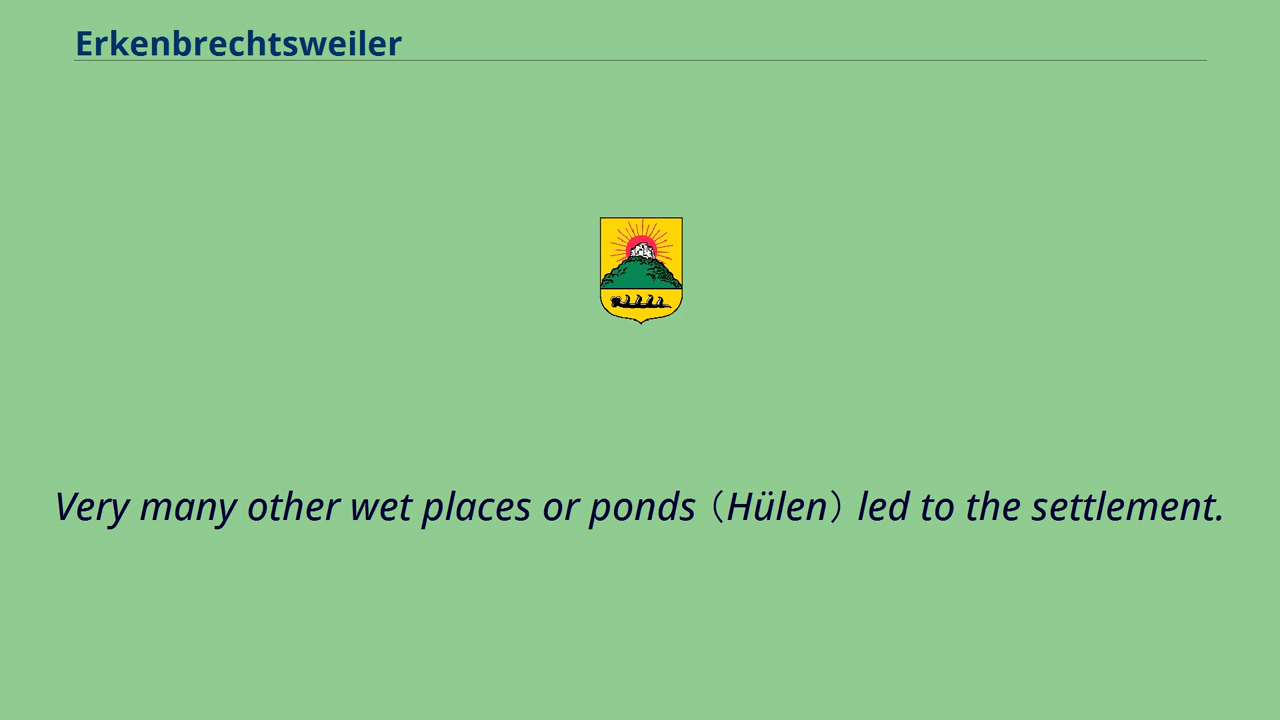 Erkenbrechtsweiler
Very many other wet places or ponds（Hülen）led to the settlement.